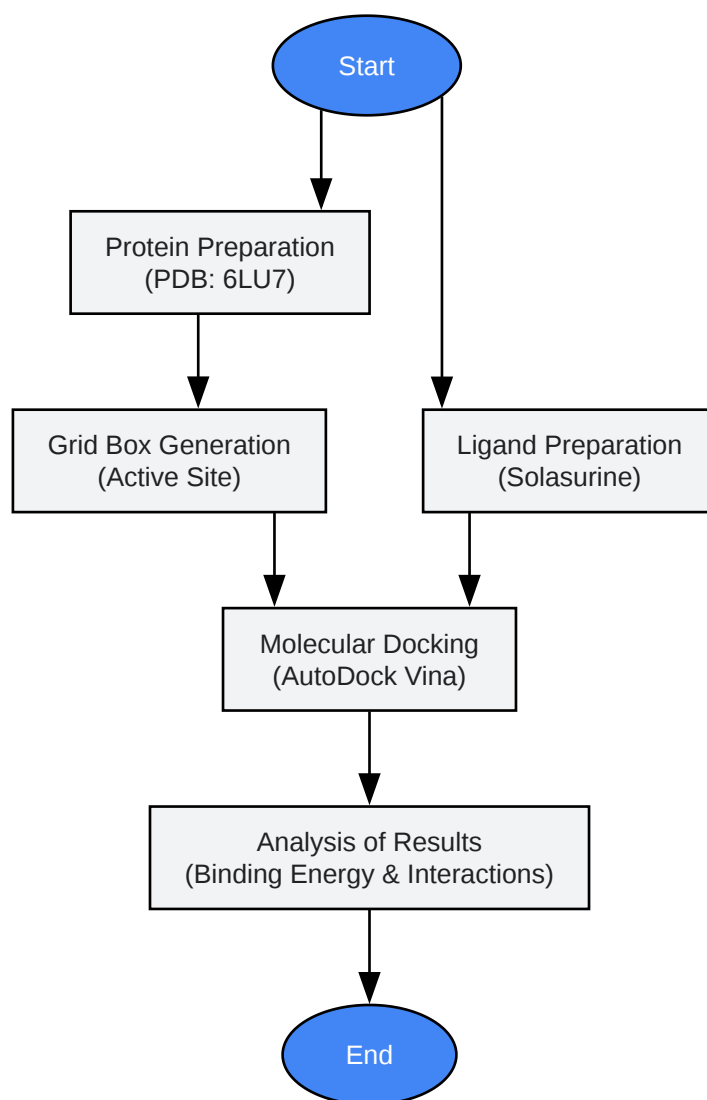 Start
Protein Preparation
(PDB: 6LU7)
Grid Box Generation
(Active Site)
Ligand Preparation
(Solasurine)
Molecular Docking
(AutoDock Vina)
Analysis of Results
(Binding Energy & Interactions)
End